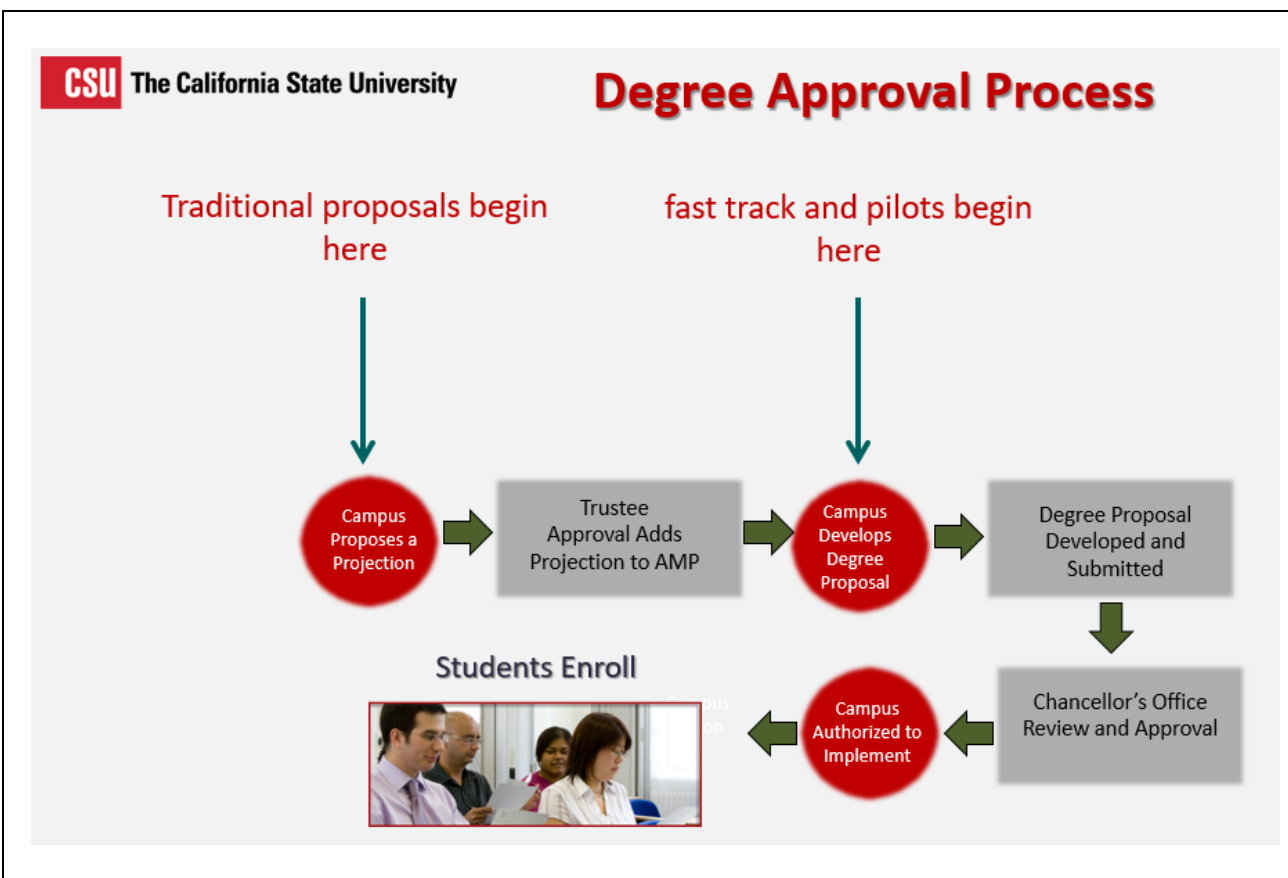 CSU The California State University
Degree Approval Process
Traditional proposals begin
here
fast track and pilots begin
here
Campus
Proposes a
Projection
Trustee
Approval Adds
Projection to AMP
Campus
Develops
Degree
Proposal
Degree Proposal
Developed and
Submitted
Chancellor's Office
Review and Approval
Campus
Authorized to
Implement
Students Enroll